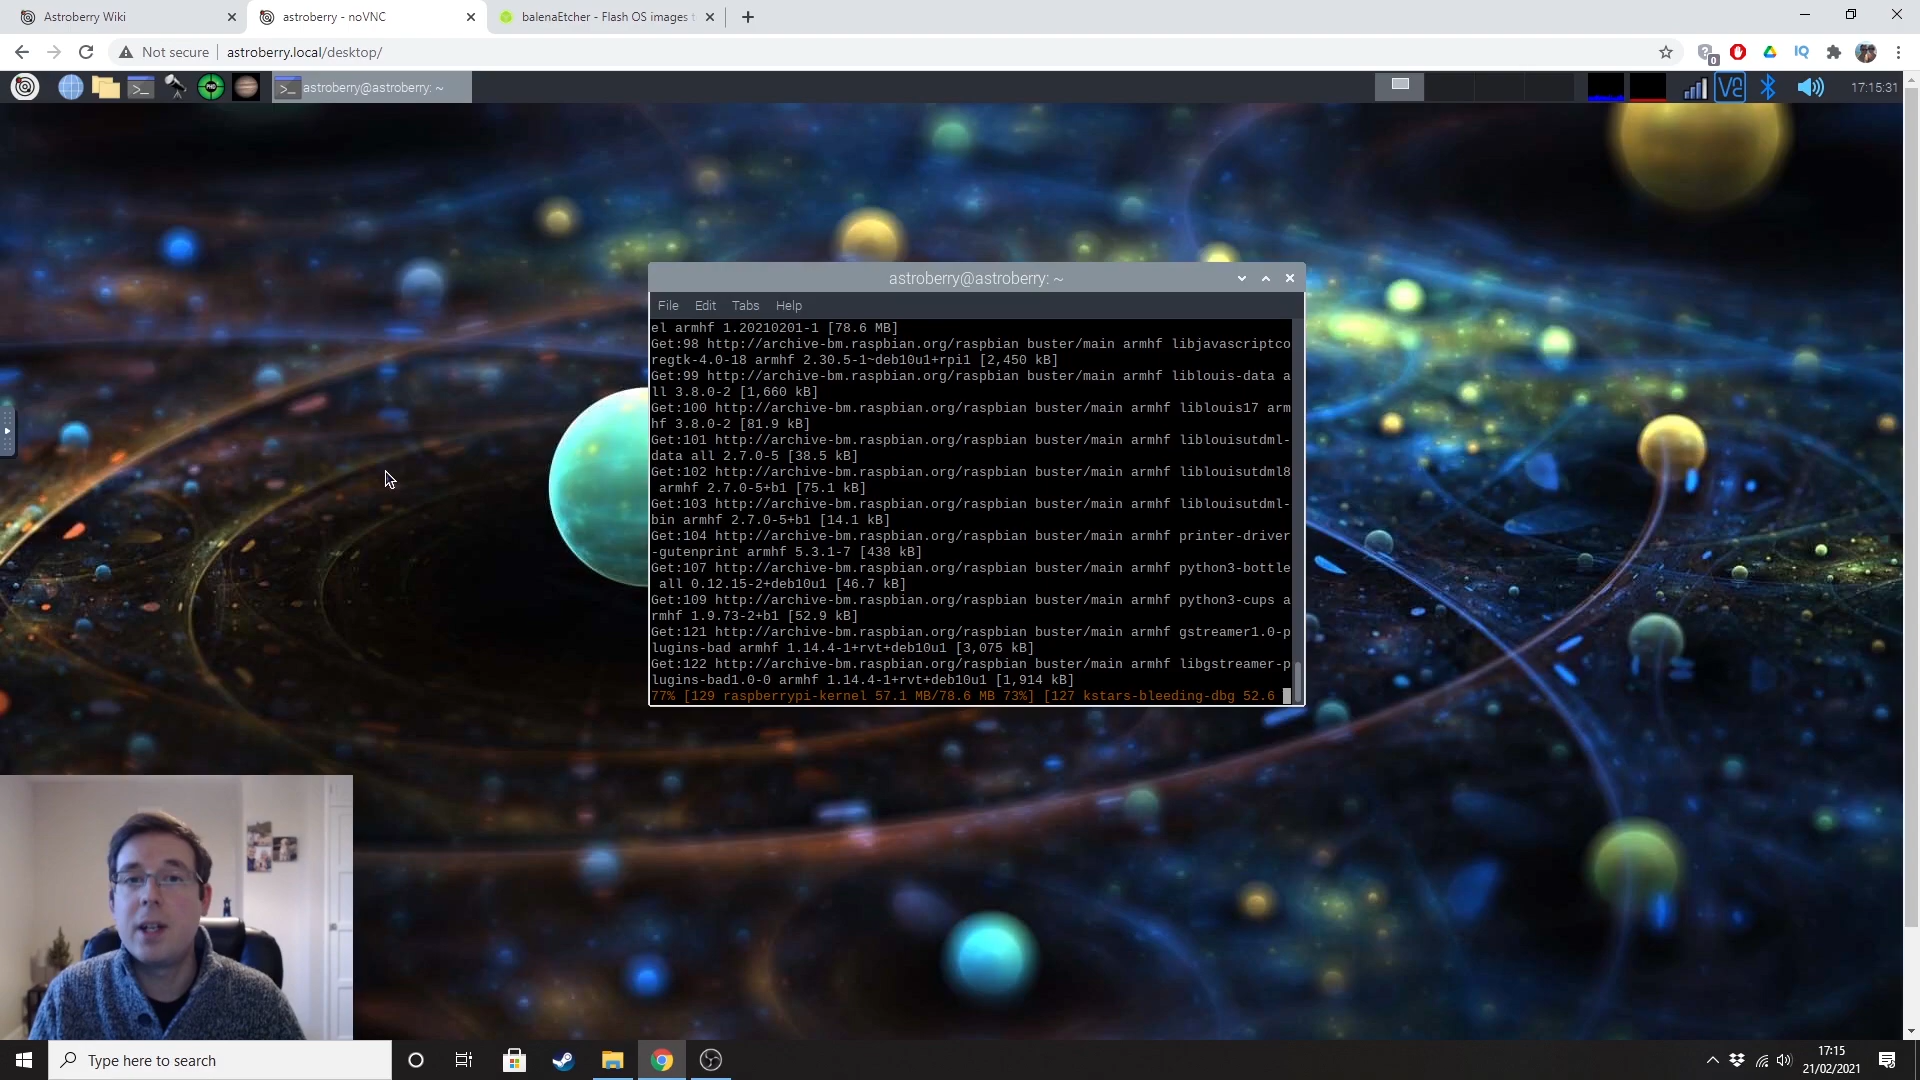 Astroberry Wiki
astroberry - noVNC
balenaEtcher - Flash OS images t
Not secure
astroberry.local/desktop/
0
IQ
astroberry@astroberry: ~
17:15:31
astroberry@astroberry: ~
File Edit Tabs Help
el armhf 1.20210201-1 [78.6 MB]
Get:98 http://archive-bm.raspbian.org/raspbian buster/main armhf libjavascriptco
regtk-4.0-18 armhf 2.30.5-1~deb10u1+rpi1 [2,450 kB]
Get:99 http://archive-bm.raspbian.org/raspbian buster/main armhf liblouis-data a
ll 3.8.0-2 [1,660 kB]
Get:100 http://archive-bm.raspbian.org/raspbian buster/main armhf liblouis17 arm
hf 3.8.0-2 [81.9 kB]
Get:101 http://archive-bm.raspbian.org/raspbian buster/main armhf liblouisutdml-
data all 2.7.0-5 [38.5 kB]
Get:102 http://archive-bm.raspbian.org/raspbian buster/main armhf liblouisutdml8
armhf 2.7.0-5+b1 [75.1 kB]
Get:103 http://archive-bm.raspbian.org/raspbian buster/main armhf liblouisutdml-
bin armhf 2.7.0-5+b1 [14.1 kB]
Get:104 http://archive-bm.raspbian.org/raspbian buster/main armhf printer-driver
-gutenprint armhf 5.3.1-7 [438 kB]
Get:107 http://archive-bm.raspbian.org/raspbian buster/main armhf python3-bottle
all 0.12.15-2+deb10u1 [46.7 kB]
Get:109 http://archive-bm.raspbian.org/raspbian buster/main armhf python3-cups a
rmhf 1.9.73-2+b1 [52.9 kB]
Get:121 http://archive-bm.raspbian.org/raspbian buster/main armhf gstreamer1.0-p
lugins-bad armhf 1.14.4-1+rvt+deb10u1 [3,075 kB]
Get:122 http://archive-bm.raspbian.org/raspbian buster/main armhf libgstreamer-p
lugins-bad1.0-0 armhf 1.14.4-1+rvt+deb10u1 [1,914 kB]
77% [129 raspberrypi-kernel 57.1 MB/78.6 MB 73%] [127 kstars-bleeding-dbg 52.6
Type here to search
17:15
21/02/2021